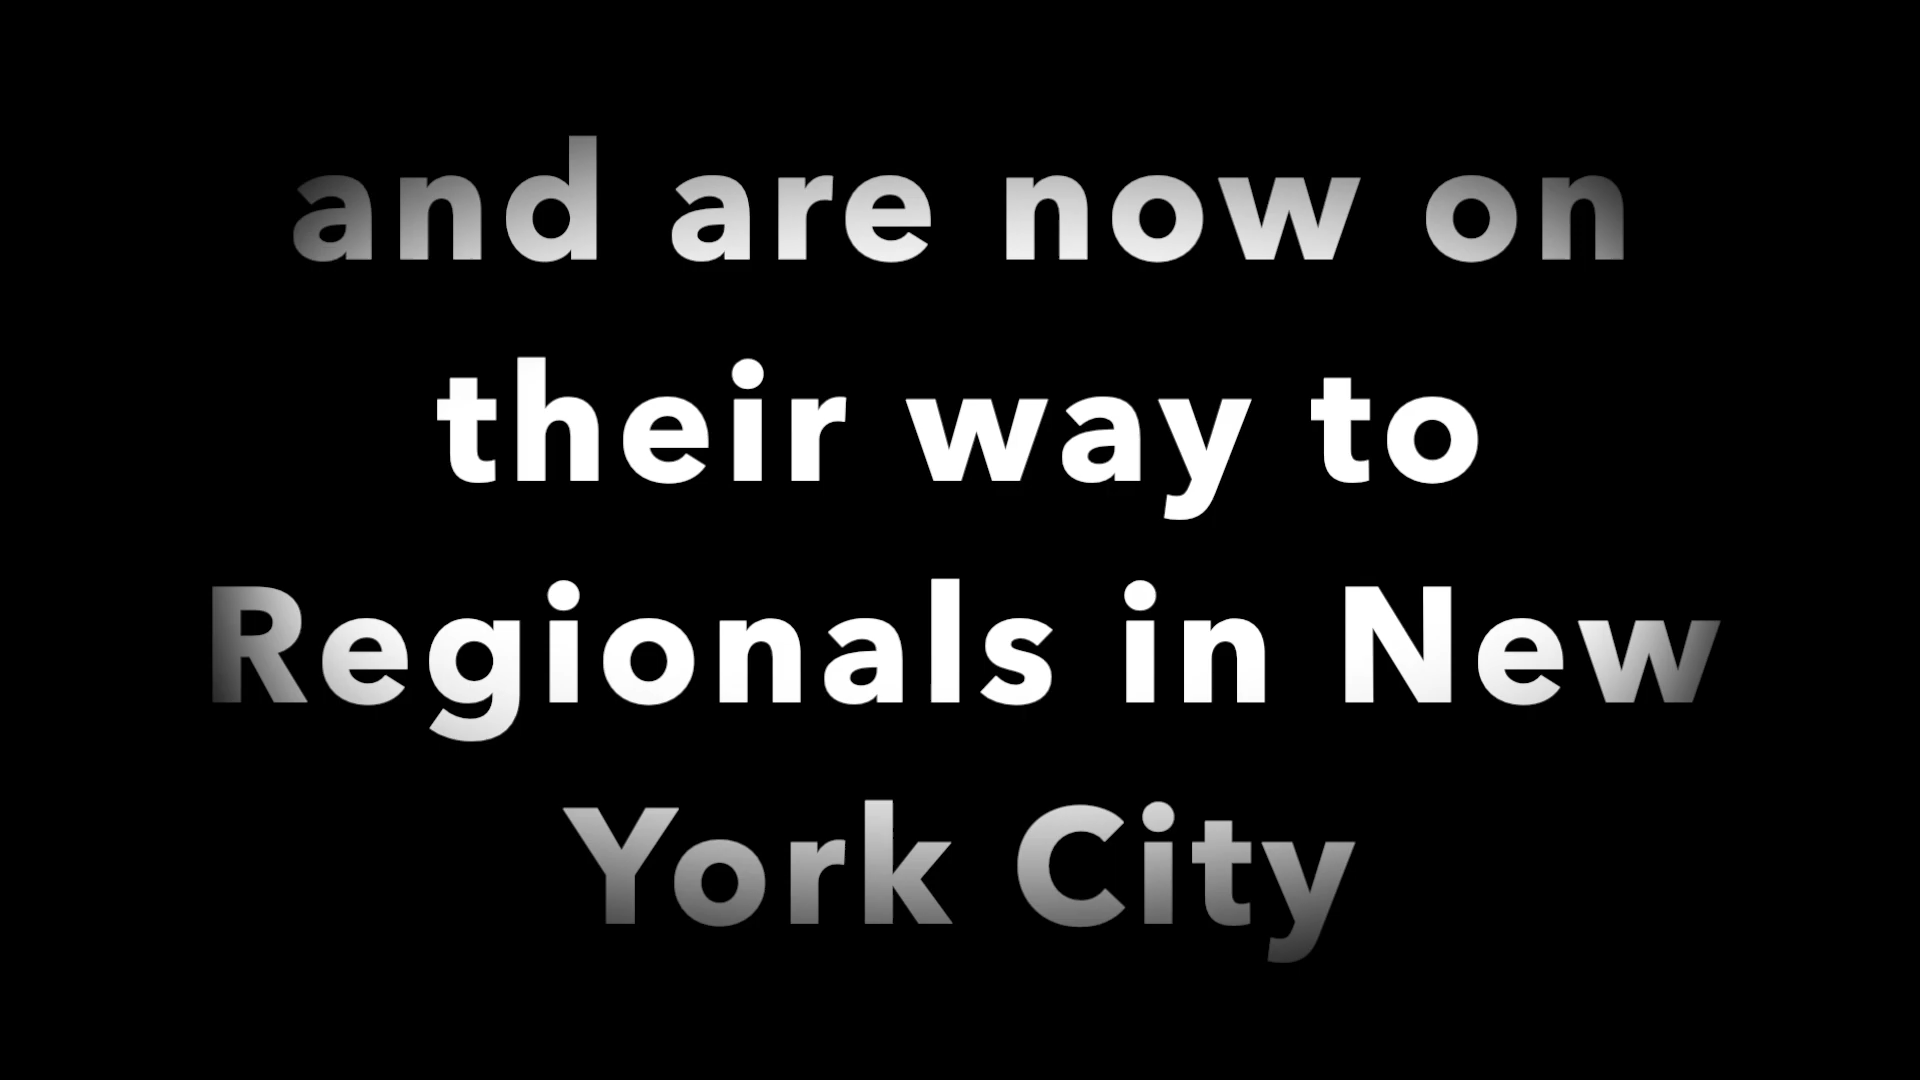 and are now on
their way to
Regionals in New
York City